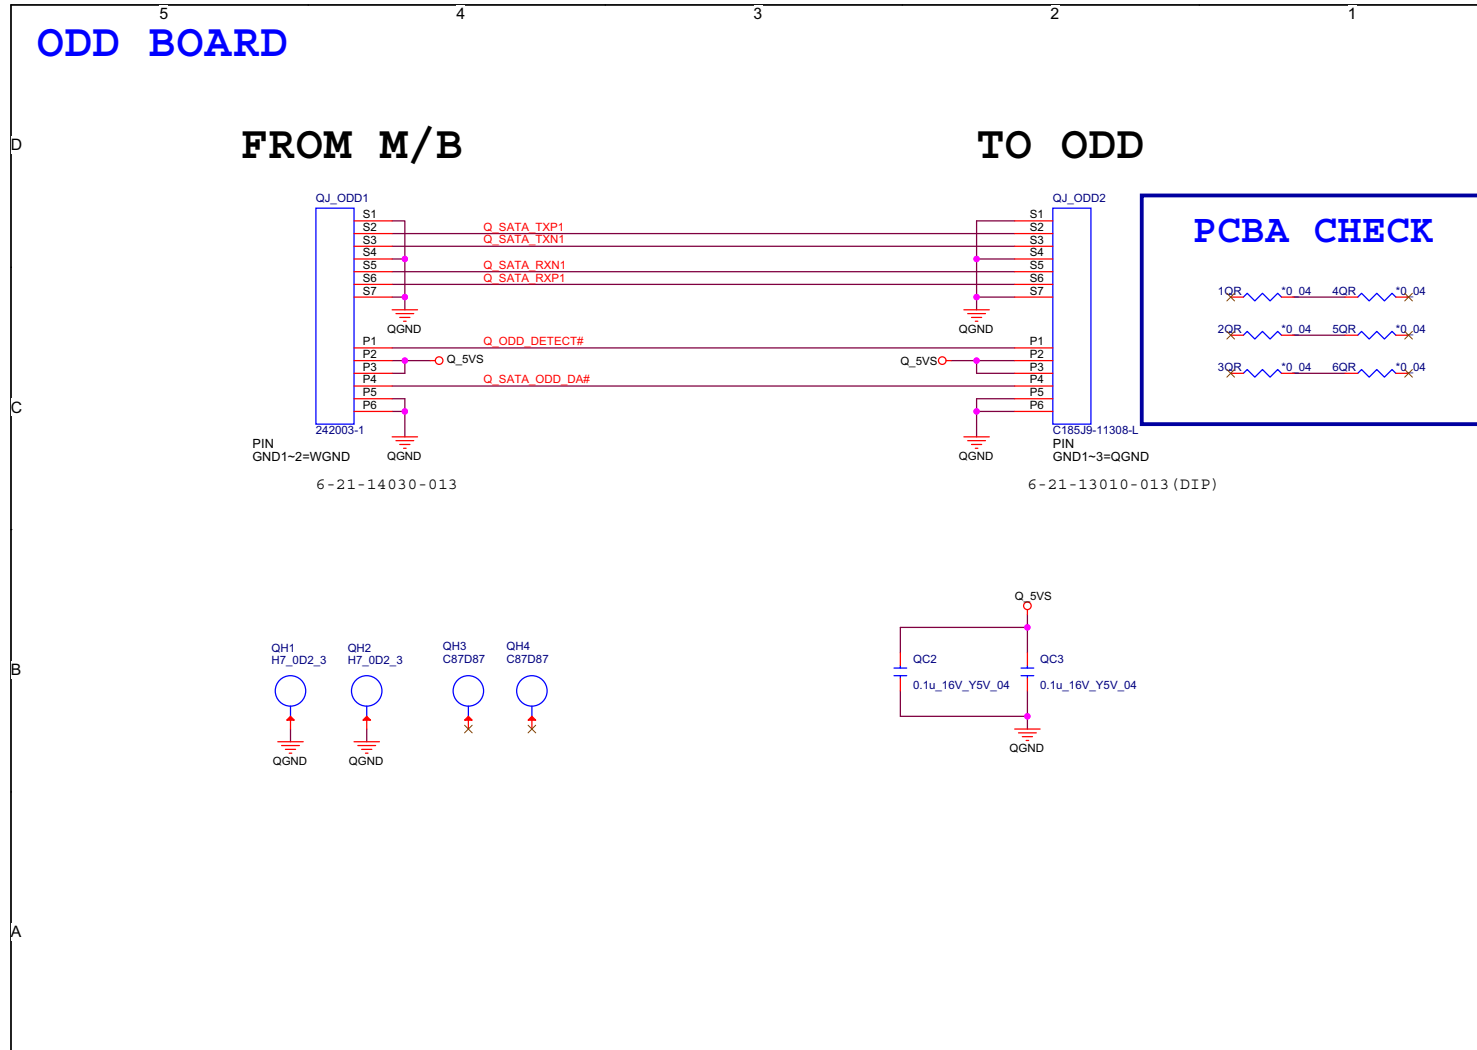 5 4 3 2 1
ODD BOARD
D
FROM M/B
TO ODD
QJ_ODD1
S1
S2
S3
S4
S5
S6
S7
P1
P2
P3
P4
P5
P6
242003-1
PIN
GND1~2=WGND
6-21-14030-013
Q_SATA_TXP1
Q_SATA_TXN1
Q_SATA_RXN1
Q_SATA_RXP1
QGND
Q_ODD_DETECT#
Q_5VS
Q_SATA_ODD_DA#
QGND
QJ_ODD2
S1
S2
S3
S4
S5
S6
S7
QGND
P1
P2
P3
P4
P5
P6
Q_5VS
QGND
C185J9-11308-L
PIN
GND1~3=QGND
6-21-13010-013(DIP)
PCBA CHECK
1QR *0_04 4QR *0_04
2QR *0_04 5QR *0_04
3QR *0_04 6QR *0_04
C
B
QH1
H7_0D2_3
QGND
QH2
H7_0D2_3
QGND
QH3
C87D87
QH4
C87D87
Q_5VS
QC2
0.1u_16V_Y5V_04
QC3
0.1u_16V_Y5V_04
QGND
A